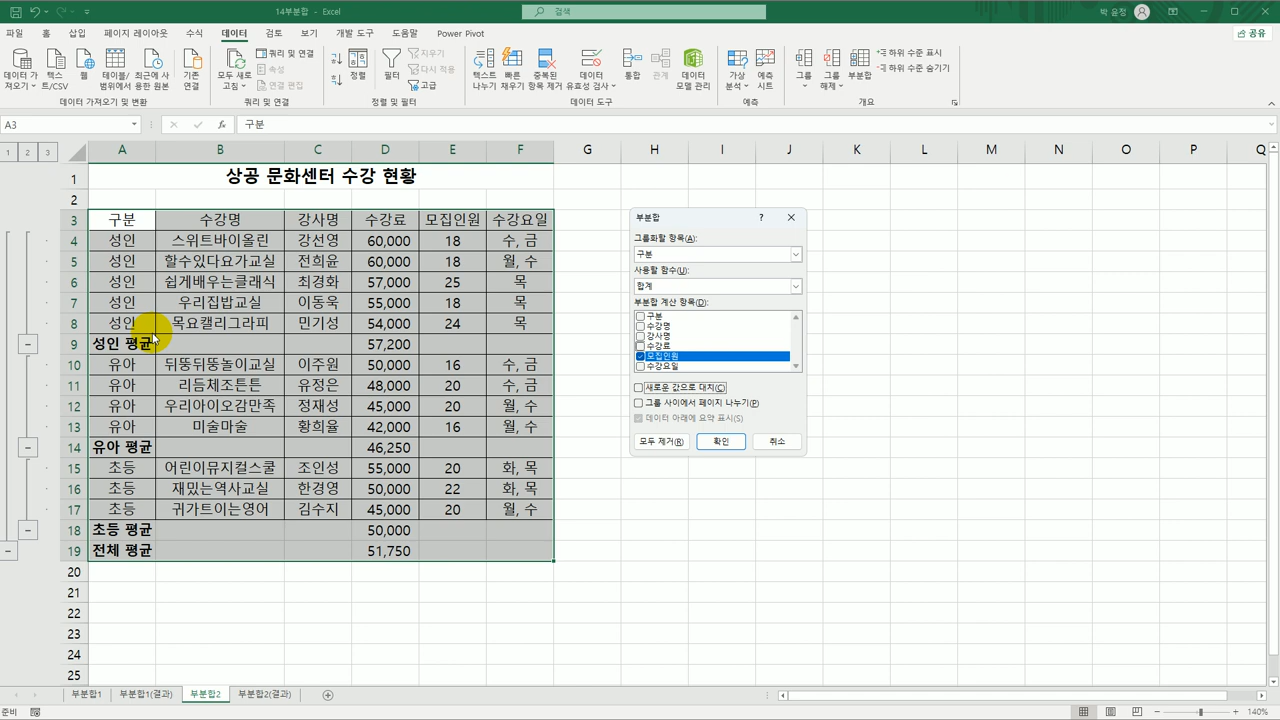 14부분합 - Excel
검색
박 윤정
파일 홈 삽입 페이지 레이아웃 수식 데이터 검토 보기 개발 도구 도움말 Power Pivot
공유
데이터 가져오기
텍스트/CSV
웹
테이블/범위에서
최근에 사용한 원본
기존 연결
데이터 가져오기 및 변환
모두 새로 고침
쿼리 및 연결
속성
연결 편집
쿼리 및 연결
정렬
필터
지우기
다시 적용
고급
정렬 및 필터
텍스트 나누기
빠른 채우기
중복된 항목 제거
데이터 유효성 검사
통합
관계
데이터 모델 관리
데이터 도구
가상 분석
예측 시트
예측
그룹
그룹 해제
부분합
하위 수준 표시
하위 수준 숨기기
개요
A3 fx 구분
1 2 3 A B C D E F G H I J K L M N O P Q
1 상공 문화센터 수강 현황
2
3 구분 수강명 강사명 수강료 모집인원 수강요일
4 성인 스위트바이올린 강선영 60,000 18 수, 금
5 성인 할수있다요가교실 전희윤 60,000 18 월, 수
6 성인 쉽게배우는클래식 최경화 57,000 25 목
7 성인 우리집밥교실 이동욱 55,000 18 목
8 성인 목요캘리그라피 민기성 54,000 24 목
9 성인 평균 57,200
10 유아 뒤뚱뒤뚱놀이교실 이주원 50,000 16 수, 금
11 유아 리듬체조튼튼 유정은 48,000 20 수, 금
12 유아 우리아이오감만족 정재성 45,000 20 월, 수
13 유아 미술마술 황희율 42,000 16 월, 수
14 유아 평균 46,250
15 초등 어린이뮤지컬스쿨 조인성 55,000 20 화, 목
16 초등 재밌는역사교실 한경영 50,000 22 화, 목
17 초등 귀가트이는영어 김수지 45,000 20 월, 수
18 초등 평균 50,000
19 전체 평균 51,750
20
21
22
23
24
25
부분합 ? ×
그룹화할 항목(A):
구분
사용할 함수(U):
합계
부분합 계산 항목(D):
구분
수강명
강사명
수강료
모집인원
수강요일
새로운 값으로 대치(C)
그룹 사이에서 페이지 나누기(P)
데이터 아래에 요약 표시(S)
모두 제거(R) 확인 취소
부분합1 부분합1(결과) 부분합2 부분합2(결과)
준비 140%